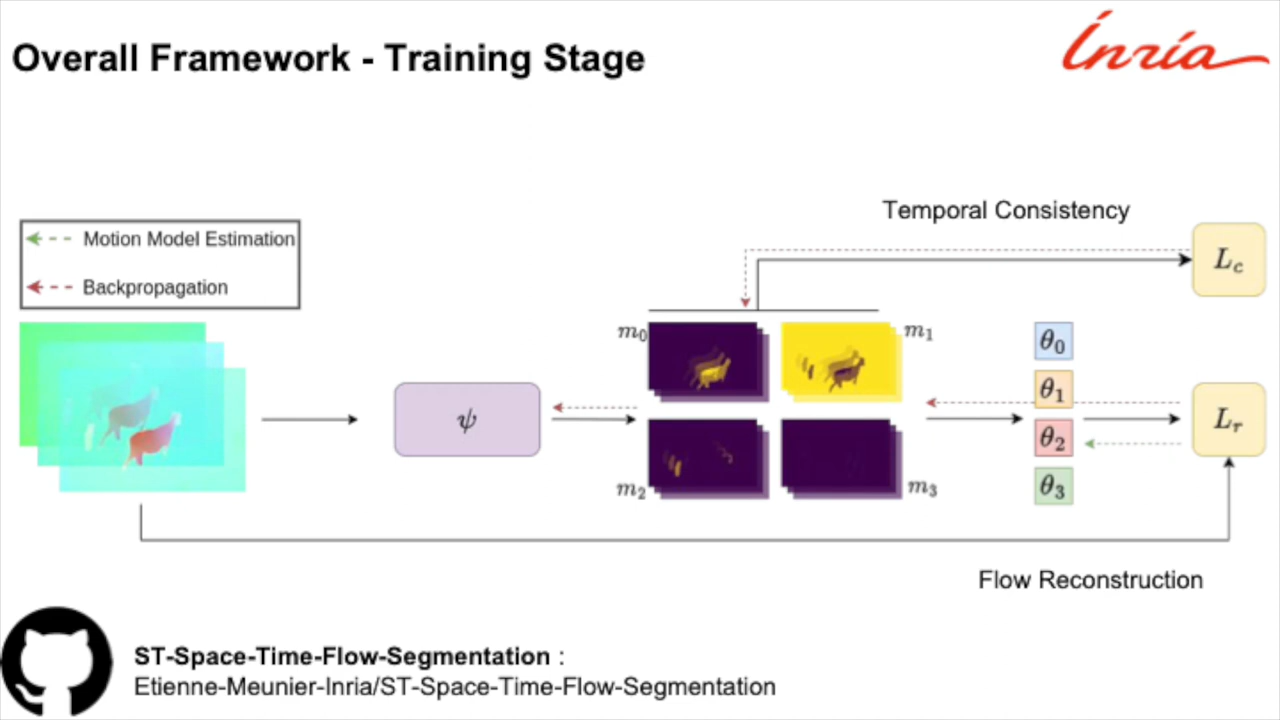 Overall Framework - Training Stage
Inría
Temporal Consistency
Motion Model Estimation
Backpropagation
L_c
m_0
m_1
θ_0
θ_1
ψ
L_r
θ_2
m_2
m_3
θ_3
Flow Reconstruction
ST-Space-Time-Flow-Segmentation :
Etienne-Meunier-Inria/ST-Space-Time-Flow-Segmentation